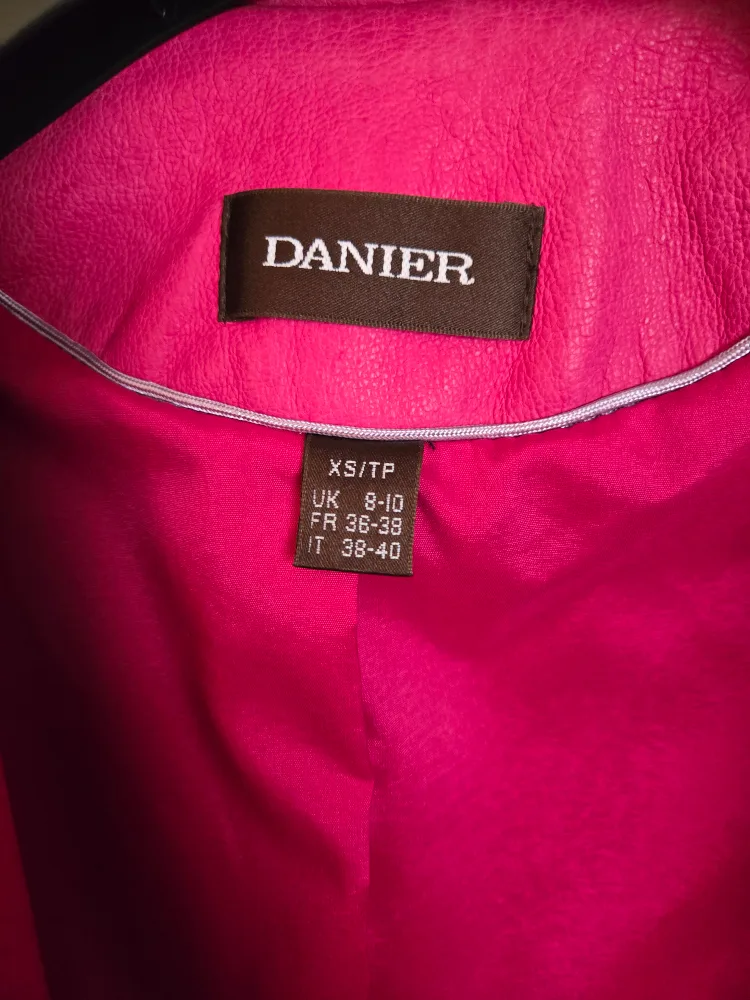 DANIER
XS/TP
UK 8-10
FR 36-38
IT 38-40